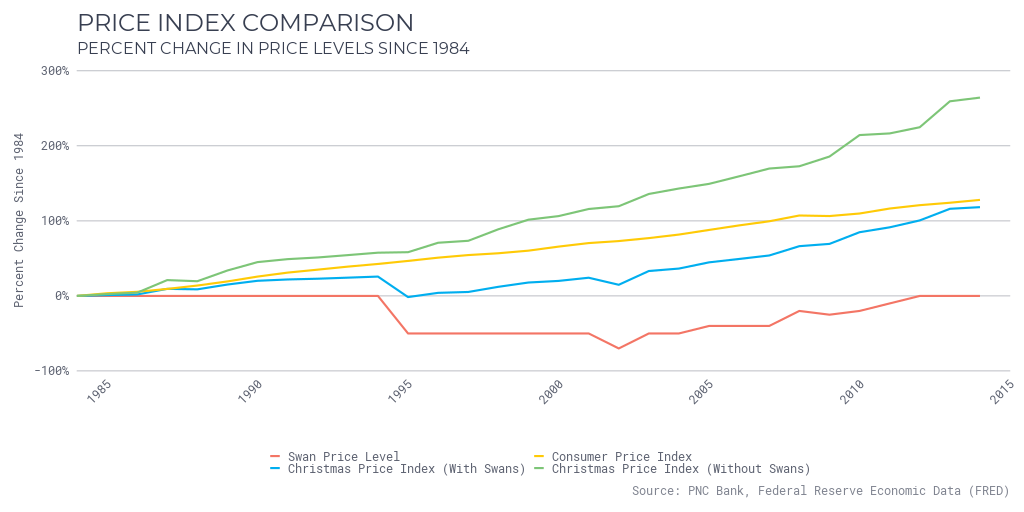 PRICE INDEX COMPARISON
PERCENT CHANGE IN PRICE LEVELS SINCE 1984
Percent Change Since 1984
300%
200%
100%
0%
-100%
1985 1990 1995 2000 2005 2010 2015
Swan Price Level Consumer Price Index
Christmas Price Index (With Swans) Christmas Price Index (Without Swans)
Source: PNC Bank, Federal Reserve Economic Data (FRED)